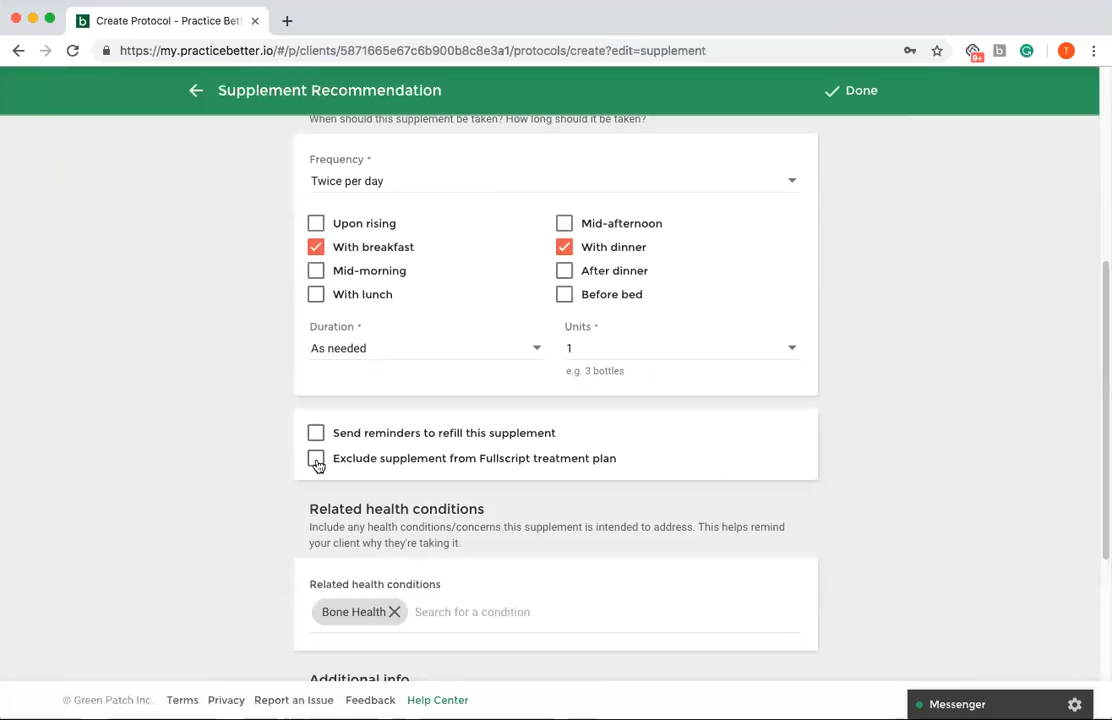 Create Protocol - Practice Bet
https://my.practicebetter.io/#/p/clients/5871665e67c6b900b8c8e3a1/protocols/create?edit=supplement
9+
b
T
Supplement Recommendation
Done
When should this supplement be taken? How long should it be taken?
Frequency *
Twice per day
Upon rising
Mid-afternoon
With breakfast
With dinner
Mid-morning
After dinner
With lunch
Before bed
Duration *
Units *
As needed
1
e.g. 3 bottles
Send reminders to refill this supplement
Exclude supplement from Fullscript treatment plan
Related health conditions
Include any health conditions/concerns this supplement is intended to address. This helps remind
your client why they're taking it.
Related health conditions
Bone Health
Search for a condition
Additional info
© Green Patch Inc.
Terms
Privacy
Report an Issue
Feedback
Help Center
Messenger